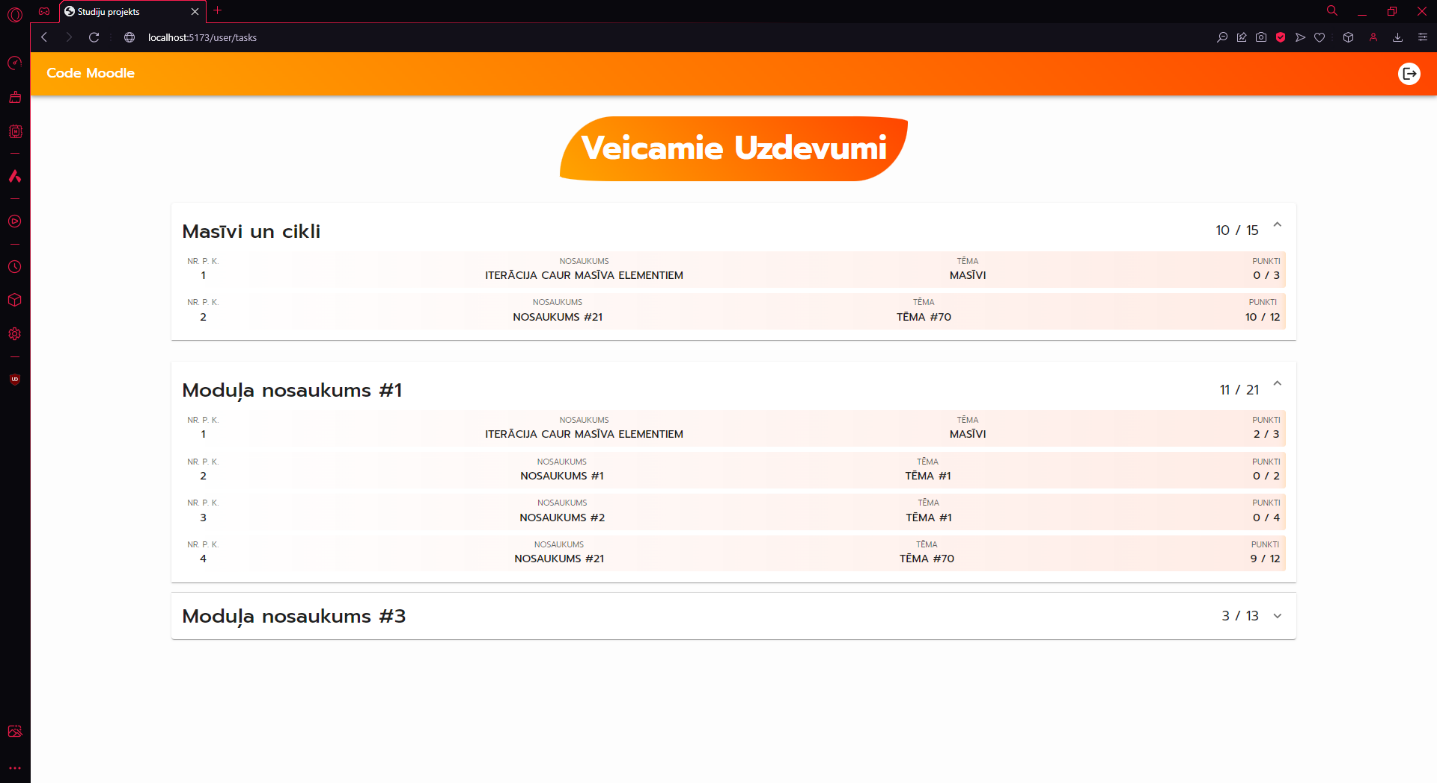 Studiju projekts
localhost:5173/user/tasks
Code Moodle
Veicamie Uzdevumi
Masīvi un cikli 10 / 15
NR. P. K. NOSAUKUMS TĒMA PUNKTI
1 ITERĀCIJA CAUR MASĪVA ELEMENTIEM MASĪVI 0 / 3
NR. P. K. NOSAUKUMS TĒMA PUNKTI
2 NOSAUKUMS #21 TĒMA #70 10 / 12
Moduļa nosaukums #1 11 / 21
NR. P. K. NOSAUKUMS TĒMA PUNKTI
1 ITERĀCIJA CAUR MASĪVA ELEMENTIEM MASĪVI 2 / 3
NR. P. K. NOSAUKUMS TĒMA PUNKTI
2 NOSAUKUMS #1 TĒMA #1 0 / 2
NR. P. K. NOSAUKUMS TĒMA PUNKTI
3 NOSAUKUMS #2 TĒMA #1 0 / 4
NR. P. K. NOSAUKUMS TĒMA PUNKTI
4 NOSAUKUMS #21 TĒMA #70 9 / 12
Moduļa nosaukums #3 3 / 13